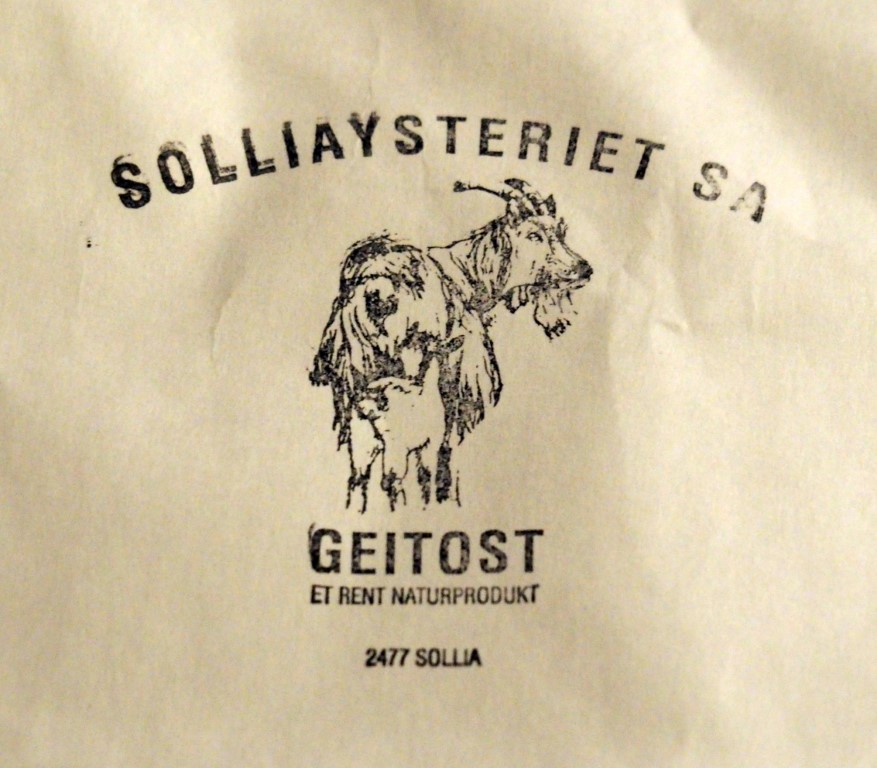 SOLLIAYSTERIET SA
GEITOST
ET RENT NATURPRODUKT
2477 SOLLIA